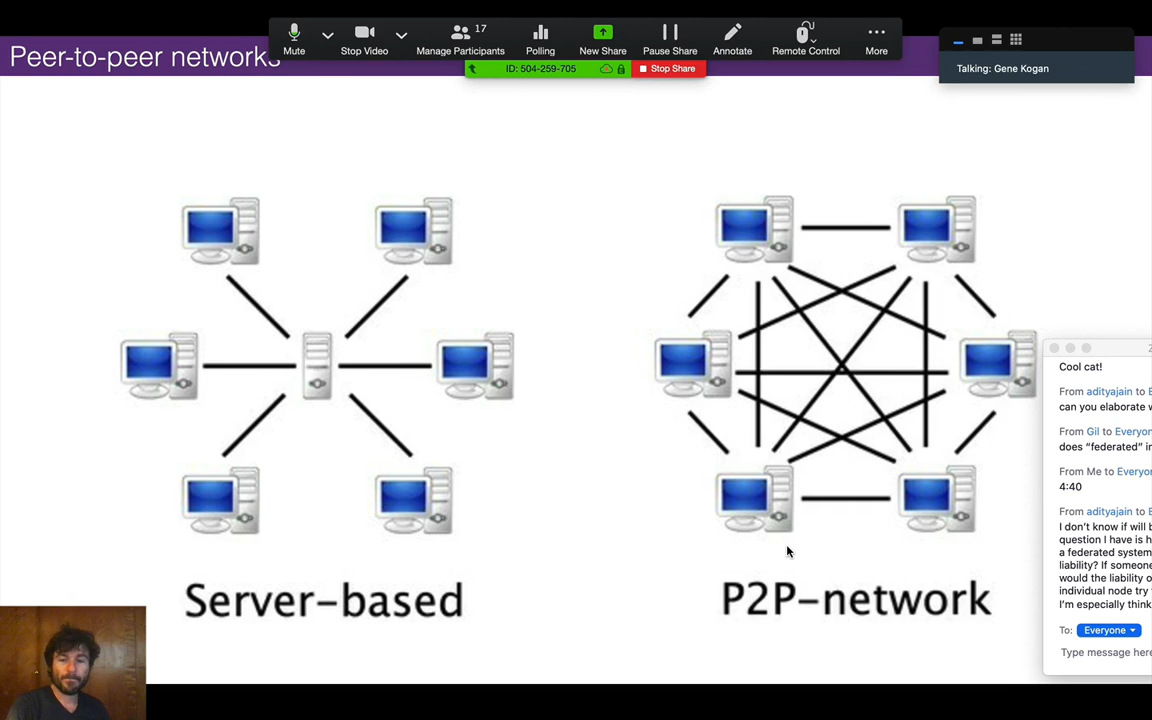 Peer-to-peer networks
Mute
Stop Video
17
Manage Participants
Polling
New Share
Pause Share
Annotate
Remote Control
More
ID: 504-259-705
Stop Share
Talking: Gene Kogan
Server-based
P2P-network
Cool cat!
From adityajain to E
can you elaborate w
From Gil to Everyon
does “federated” in
From Me to Everyon
4:40
From adityajain to E
I don’t know if will b
question I have is h
a federated system
liability? If someone
would the liability o
individual node try
I’m especially think
To: Everyone
Type message here